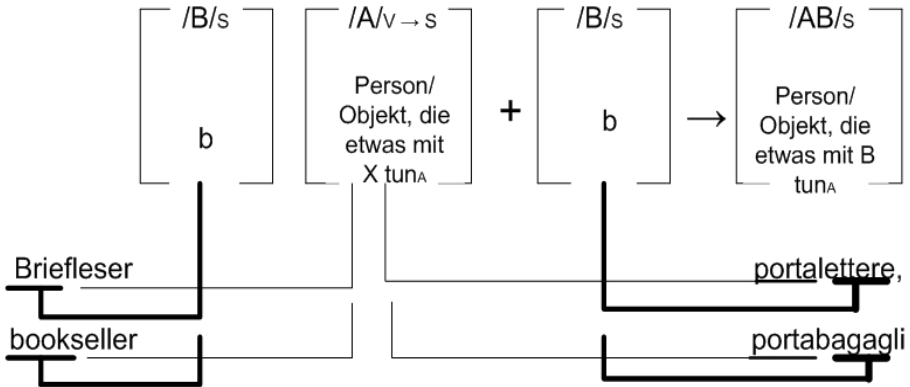 /B/S
b
/A/V → S
Person/
Objekt, die
etwas mit
X tunA
+
/B/S
b
→
/AB/S
Person/
Objekt, die
etwas mit B
tunA
Briefleser
portalettere,
bookseller
portabagagli